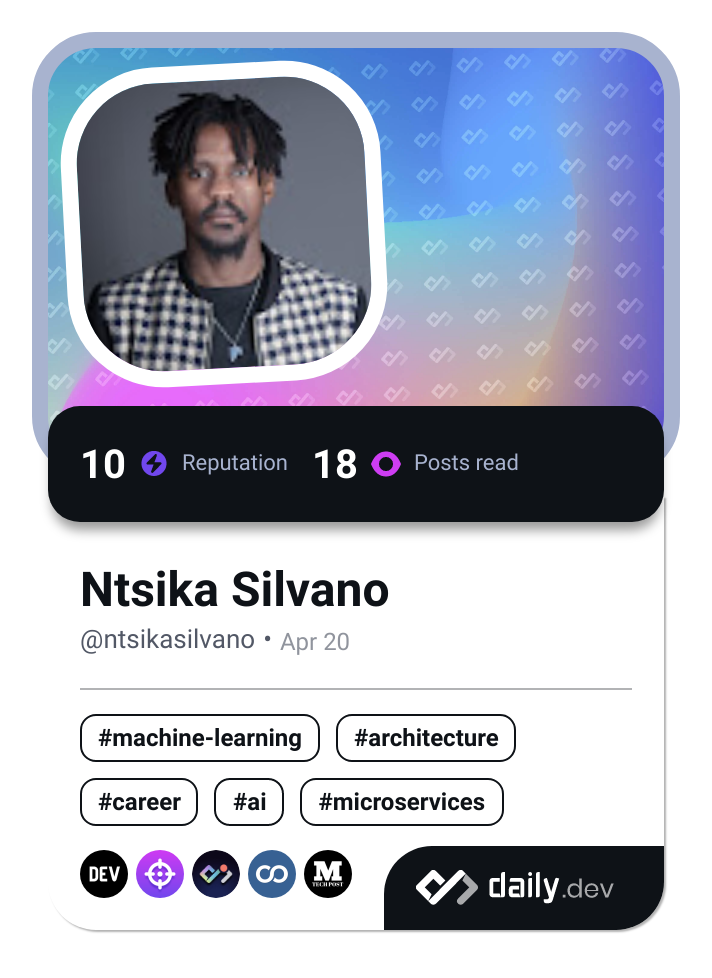 10 Reputation 18 Posts read
Ntsika Silvano
@ntsikasilvano • Apr 20
#machine-learning #architecture
#career #ai #microservices
DEV M TECH POST daily.dev